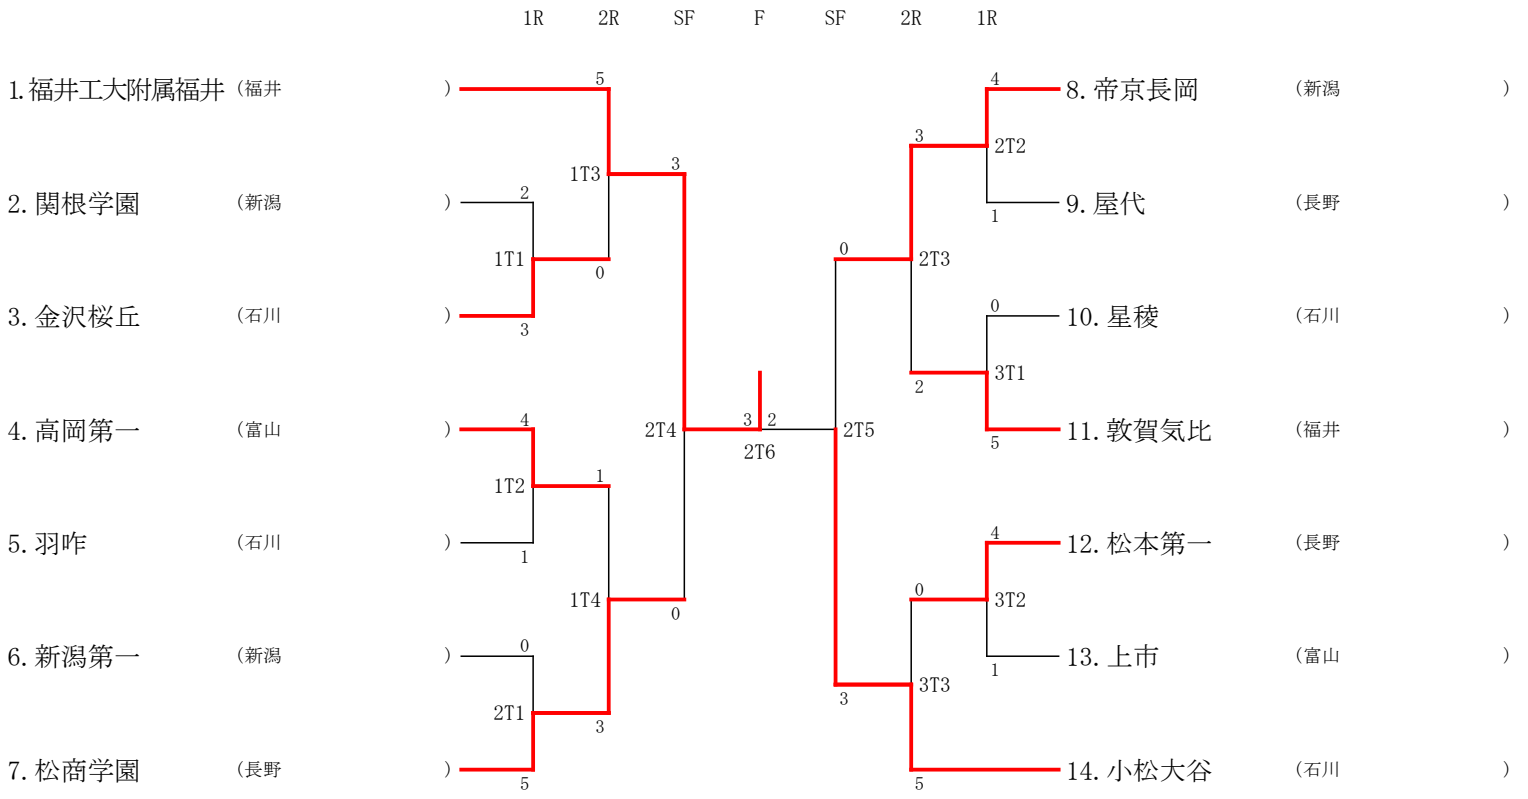 1R 2R SF F SF 2R 1R
5 4
1.福井工大附属福井 (福井 ) 8.帝京長岡 (新潟 )
3 2T2
1T3 3
2 1
2.関根学園 (新潟 ) 9.屋代 (長野 )
0
1T1 2T3
0
0
3.金沢桜丘 (石川 ) 10.星稜 (石川 )
3
3T1
2
4 3 2
4.高岡第一 (富山 ) 2T4 2T5 11.敦賀気比 (福井 )
5
2T6
1
1T2
4
5.羽咋 (石川 ) 12.松本第一 (長野 )
1
0
1T4 3T2
0
0
6.新潟第一 (新潟 ) 13.上市 (富山 )
1
3T3
3
2T1
3
7.松商学園 (長野 ) 14.小松大谷 (石川 )
5 5